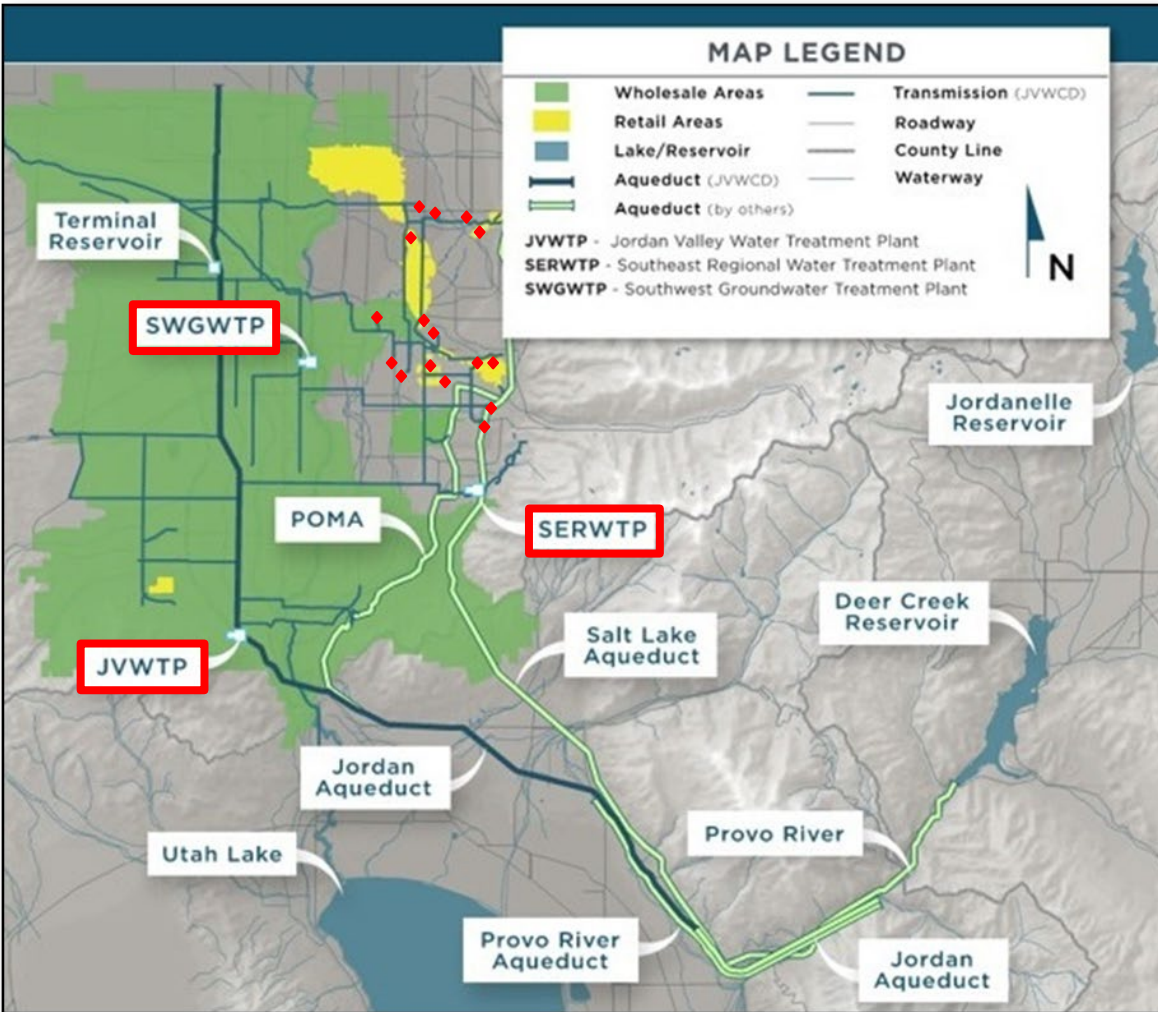 MAP LEGEND
Wholesale Areas
Retail Areas
Lake/Reservoir
Aqueduct (JVWCD)
Aqueduct (by others)
Transmission (JVWCD)
Roadway
County Line
Waterway
JVWTP - Jordan Valley Water Treatment Plant
SERWTP - Southeast Regional Water Treatment Plant
SWGWTP - Southwest Groundwater Treatment Plant
N
Terminal
Reservoir
SWGWTP
Jordanelle
Reservoir
POMA
SERWTP
Deer Creek
Reservoir
Salt Lake
Aqueduct
JVWTP
Jordan
Aqueduct
Provo River
Utah Lake
Provo River
Aqueduct
Jordan
Aqueduct